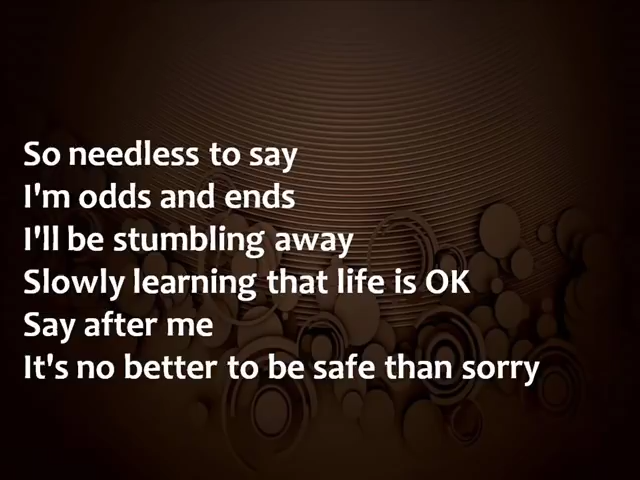 So needless to say
I'm odds and ends
I'll be stumbling away
Slowly learning that life is OK
Say after me
It's no better to be safe than sorry